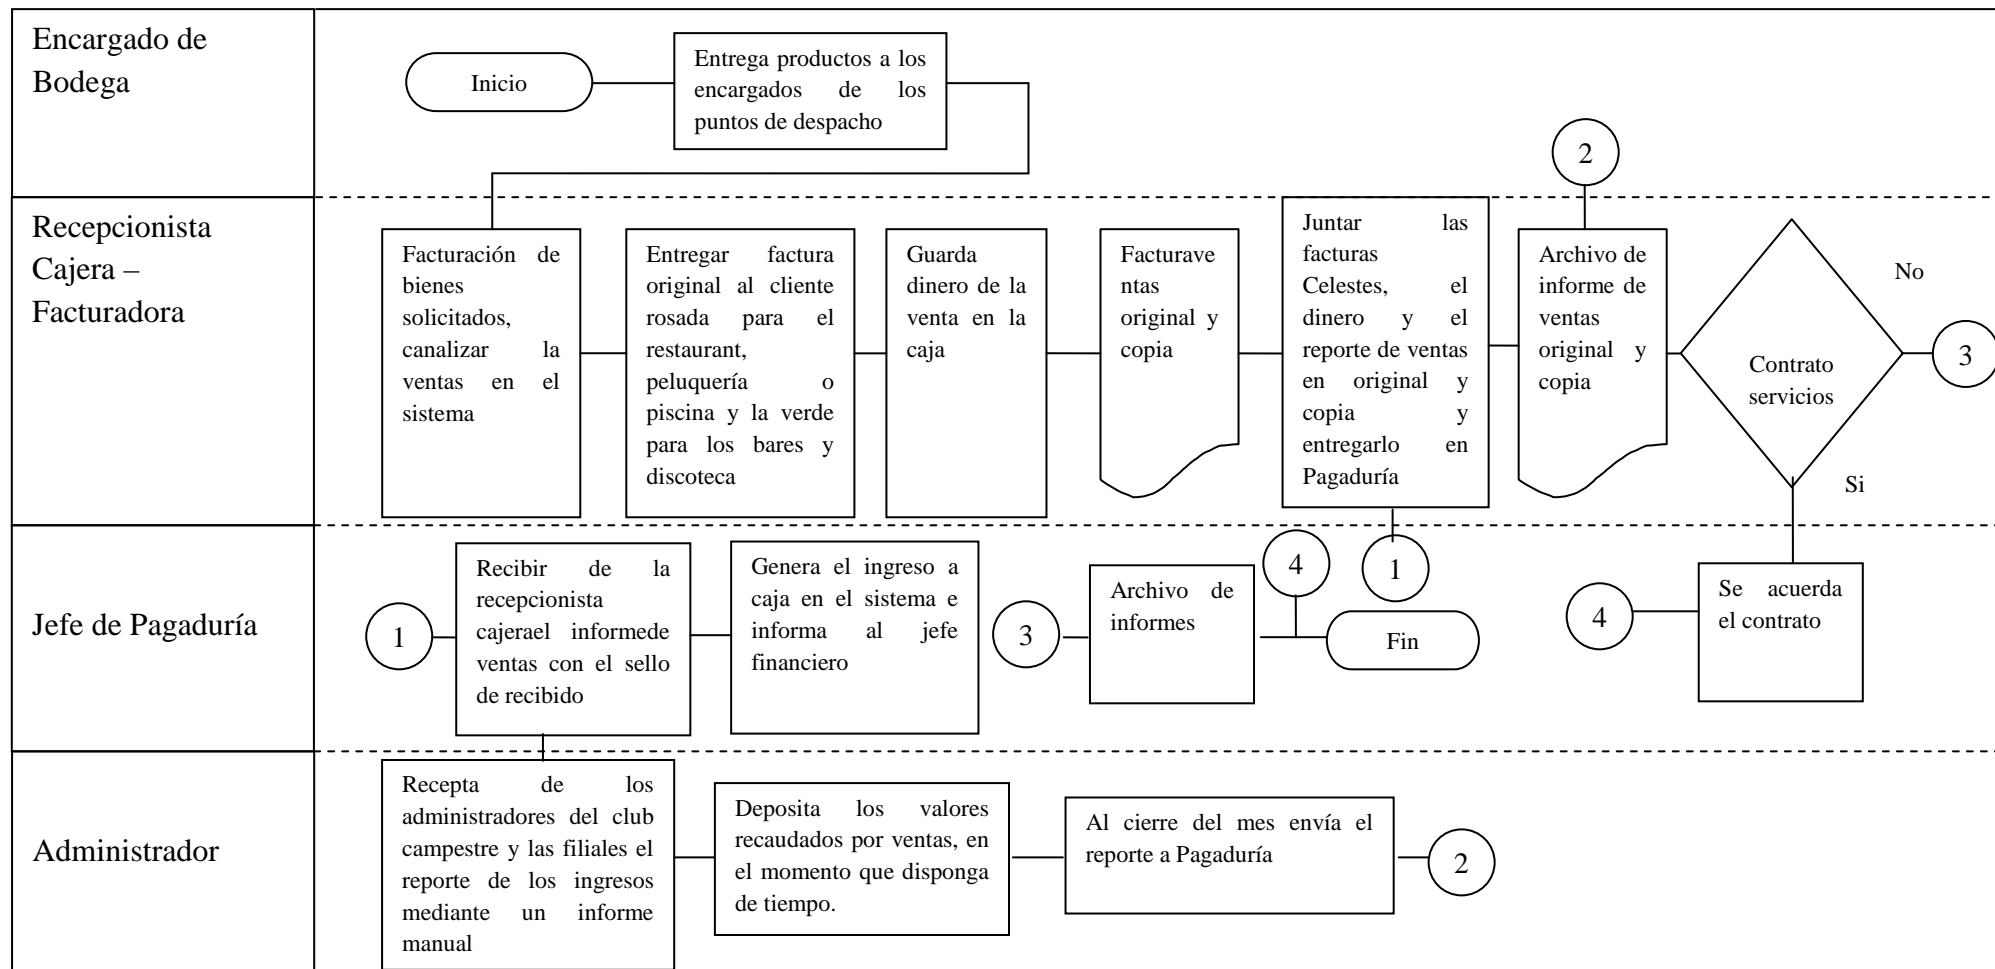 Encargado de
Bodega
Inicio
Entrega productos a los
encargados de los
puntos de despacho
2
Recepcionista
Cajera –
Facturadora
Facturación de
bienes
solicitados,
canalizar la
ventas en el
sistema
Entregar factura
original al cliente
rosada para el
restaurant,
peluquería o
piscina y la verde
para los bares y
discoteca
Guarda
dinero de la
venta en la
caja
Facturave
ntas
original y
copia
Juntar las
facturas
Celestes, el
dinero y el
reporte de ventas
en original y
copia y
entregarlo en
Pagaduría
Archivo de
informe de
ventas
original y
copia
Contrato
servicios
No
3
Si
Jefe de Pagaduría
1
Recibir de la
recepcionista
cajerael informede
ventas con el sello
de recibido
Genera el ingreso a
caja en el sistema e
informa al jefe
financiero
3
Archivo de
informes
4
Fin
1
4
Se acuerda
el contrato
Administrador
Recepta de los
administradores del club
campestre y las filiales el
reporte de los ingresos
mediante un informe
manual
Deposita los valores
recaudados por ventas, en
el momento que disponga
de tiempo.
Al cierre del mes envía el
reporte a Pagaduría
2